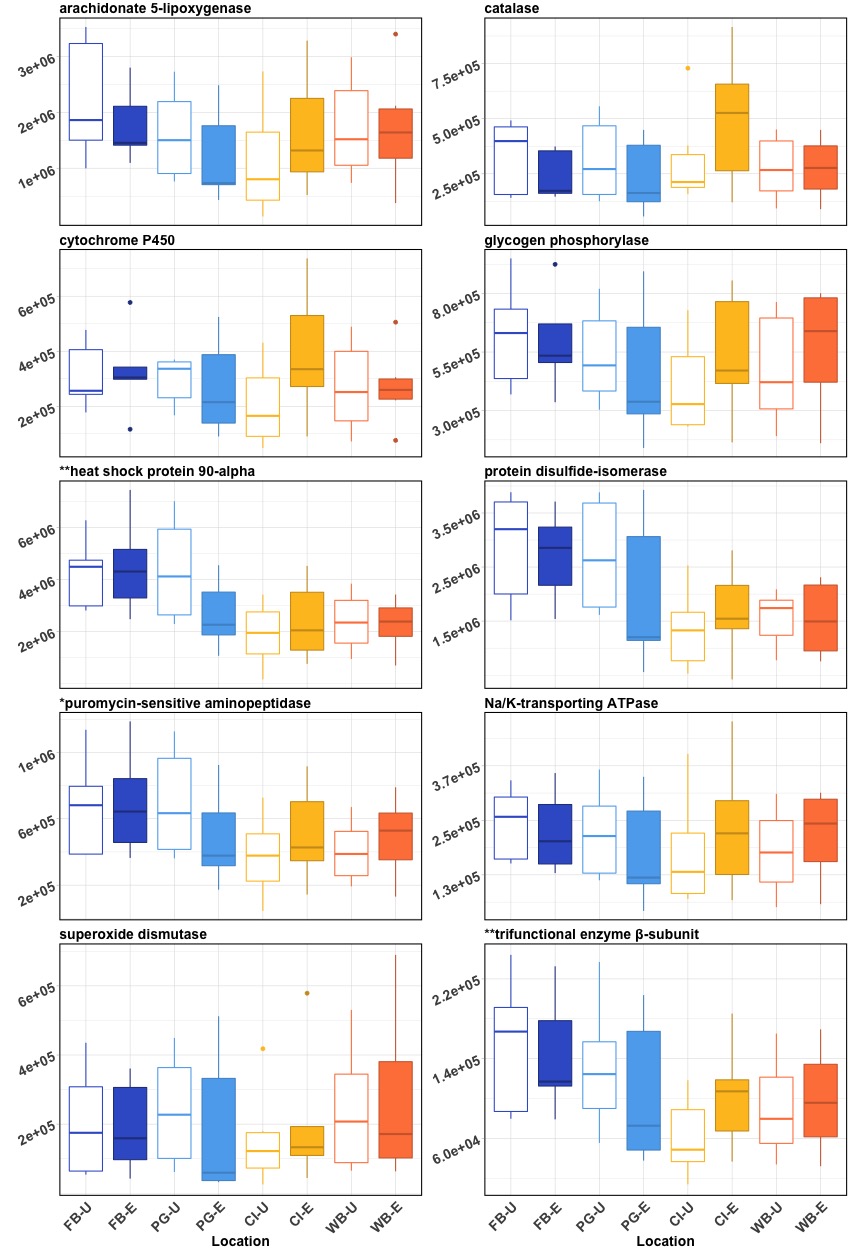 arachidonate 5-lipoxygenase
3e+06
2e+06
1e+06
catalase
7.5e+05
5.0e+05
2.5e+05
cytochrome P450
6e+05
4e+05
2e+05
glycogen phosphorylase
8.0e+05
5.5e+05
3.0e+05
**heat shock protein 90-alpha
6e+06
4e+06
2e+06
protein disulfide-isomerase
3.5e+06
2.5e+06
1.5e+06
*puromycin-sensitive aminopeptidase
1e+06
6e+05
2e+05
Na/K-transporting ATPase
3.7e+05
2.5e+05
1.3e+05
superoxide dismutase
6e+05
4e+05
2e+05
FB-U FB-E PG-U PG-E CI-U CI-E WB-U WB-E
Location
**trifunctional enzyme β-subunit
2.2e+05
1.4e+05
6.0e+04
FB-U FB-E PG-U PG-E CI-U CI-E WB-U WB-E
Location